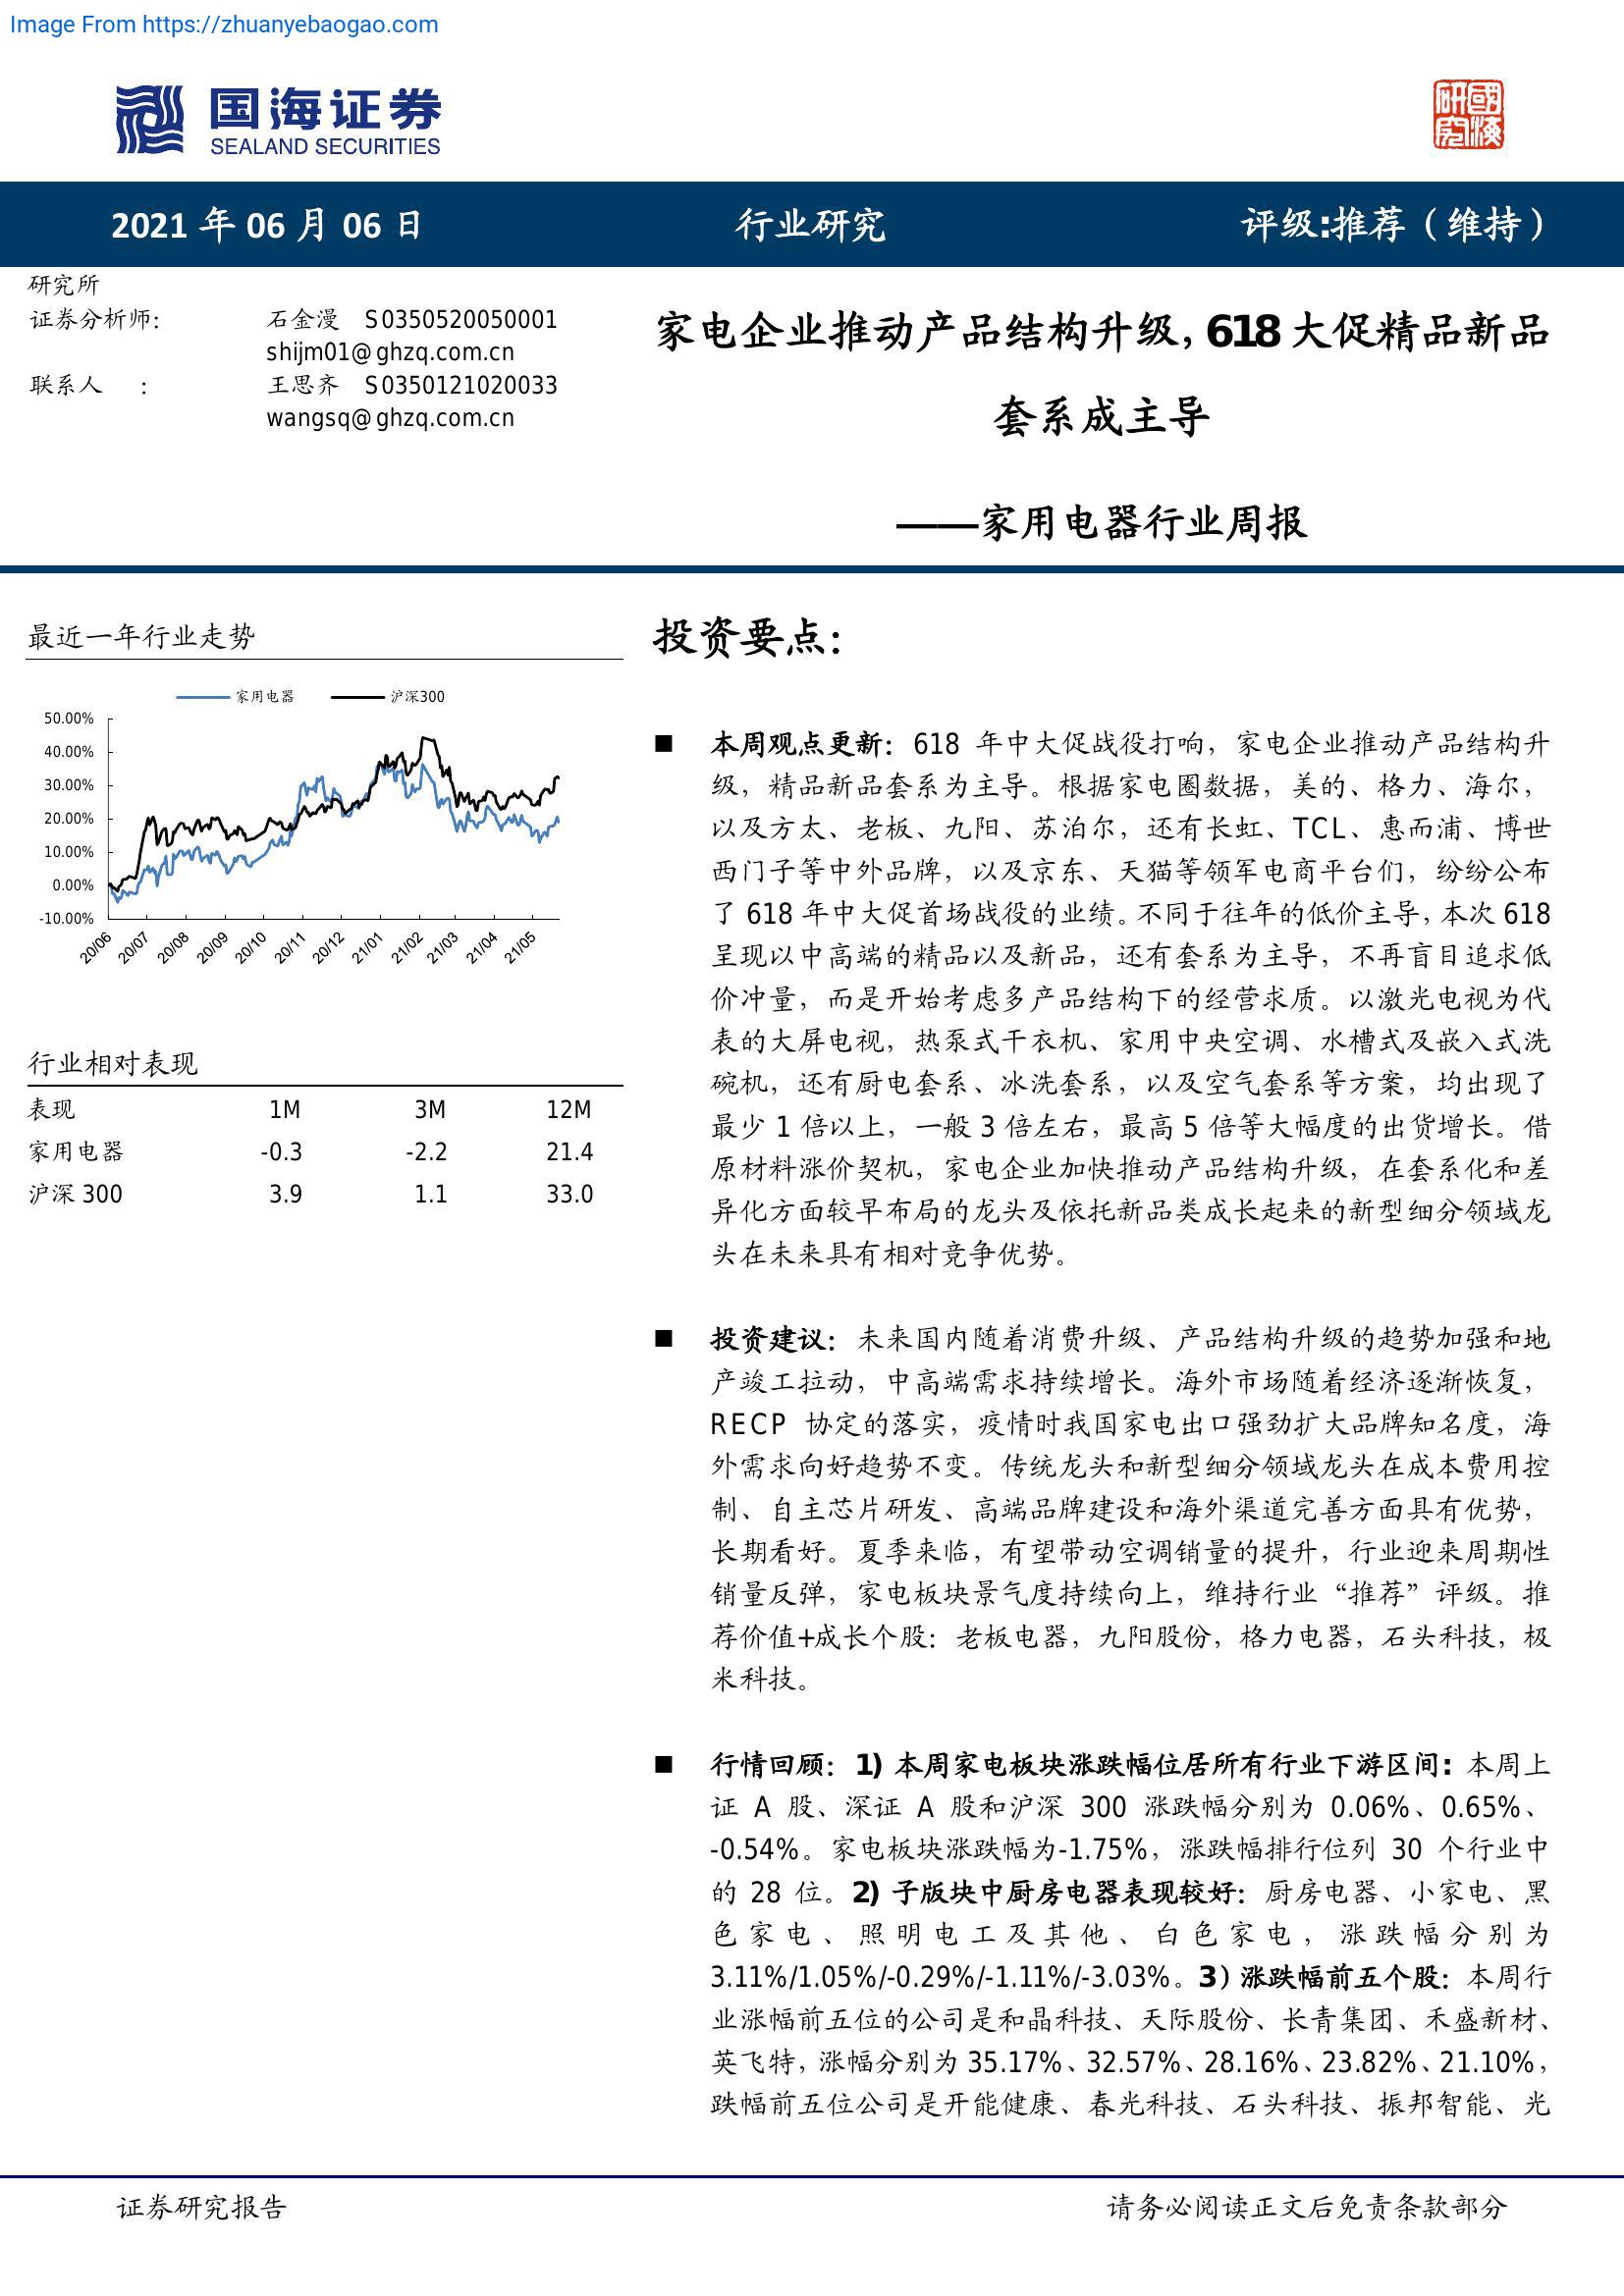 Image From https://zhuanyebaogao.com
国海证券
SEALAND SECURITIES
研究
國海
2021 年 06 月 06 日
行业研究
评级:推荐（维持）
研究所
证券分析师：
石金漫 S0350520050001
shijm01@ghzq.com.cn
联系人 ：
王思齐 S0350121020033
wangsq@ghzq.com.cn
家电企业推动产品结构升级，618 大促精品新品
套系成主导
——家用电器行业周报
最近一年行业走势
家用电器
沪深300
50.00%
40.00%
30.00%
20.00%
10.00%
0.00%
-10.00%
20/06
20/07
20/08
20/09
20/10
20/11
20/12
21/01
21/02
21/03
21/04
21/05
行业相对表现
表现 1M 3M 12M
家用电器 -0.3 -2.2 21.4
沪深 300 3.9 1.1 33.0
投资要点：
■ 本周观点更新：618 年中大促战役打响，家电企业推动产品结构升
级，精品新品套系为主导。根据家电圈数据，美的、格力、海尔，
以及方太、老板、九阳、苏泊尔，还有长虹、TCL、惠而浦、博世
西门子等中外品牌，以及京东、天猫等领军电商平台们，纷纷公布
了 618 年中大促首场战役的业绩。不同于往年的低价主导，本次 618
呈现以中高端的精品以及新品，还有套系为主导，不再盲目追求低
价冲量，而是开始考虑多产品结构下的经营求质。以激光电视为代
表的大屏电视，热泵式干衣机、家用中央空调、水槽式及嵌入式洗
碗机，还有厨电套系、冰洗套系，以及空气套系等方案，均出现了
最少 1 倍以上，一般 3 倍左右，最高 5 倍等大幅度的出货增长。借
原材料涨价契机，家电企业加快推动产品结构升级，在套系化和差
异化方面较早布局的龙头及依托新品类成长起来的新型细分领域龙
头在未来具有相对竞争优势。
■ 投资建议：未来国内随着消费升级、产品结构升级的趋势加强和地
产竣工拉动，中高端需求持续增长。海外市场随着经济逐渐恢复，
RECP 协定的落实，疫情时我国家电出口强劲扩大品牌知名度，海
外需求向好趋势不变。传统龙头和新型细分领域龙头在成本费用控
制、自主芯片研发、高端品牌建设和海外渠道完善方面具有优势，
长期看好。夏季来临，有望带动空调销量的提升，行业迎来周期性
销量反弹，家电板块景气度持续向上，维持行业“推荐”评级。推
荐价值+成长个股：老板电器，九阳股份，格力电器，石头科技，极
米科技。
■ 行情回顾：1) 本周家电板块涨跌幅位居所有行业下游区间：本周上
证 A 股、深证 A 股和沪深 300 涨跌幅分别为 0.06%、0.65%、
-0.54%。家电板块涨跌幅为-1.75%，涨跌幅排行位列 30 个行业中
的 28 位。2) 子版块中厨房电器表现较好：厨房电器、小家电、黑
色家电、照明电工及其他、白色家电，涨跌幅分别为
3.11%/1.05%/-0.29%/-1.11%/-3.03%。3）涨跌幅前五个股：本周行
业涨幅前五位的公司是和晶科技、天际股份、长青集团、禾盛新材、
英飞特，涨幅分别为 35.17%、32.57%、28.16%、23.82%、21.10%，
跌幅前五位公司是开能健康、春光科技、石头科技、振邦智能、光
证券研究报告
请务必阅读正文后免责条款部分